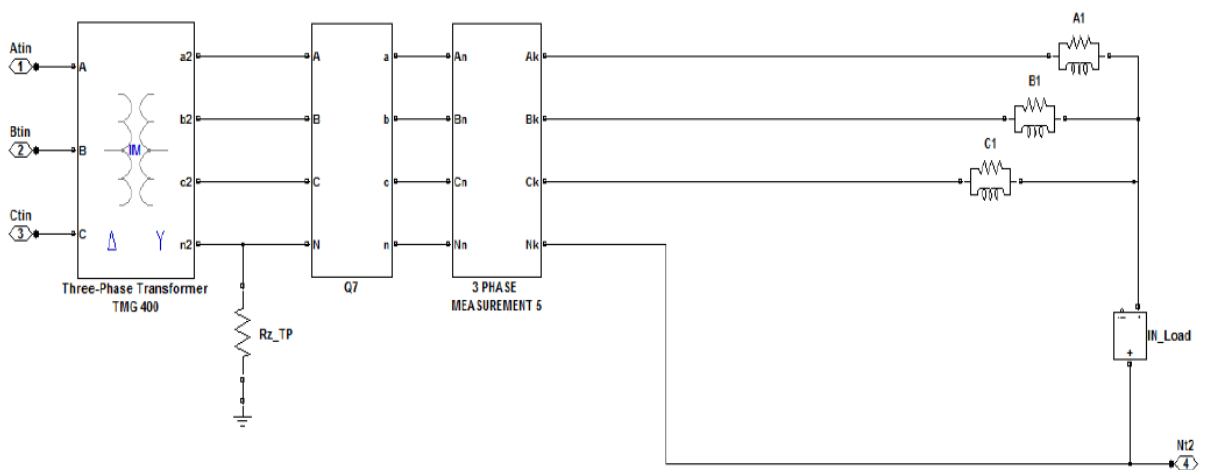 A1
Atin
1
A
a2
A
a
An
Ak
B1
Btin
2
B
IM
b2
B
b
Bn
Bk
C1
c2
C
c
Cn
Ck
Ctin
3
C
Δ Y
n2
N
n
Nn
Nk
Three-Phase Transformer
TMG 400
Q7
3 PHASE
MEASUREMENT 5
Rz_TP
IN_Load
+
Nt2
4